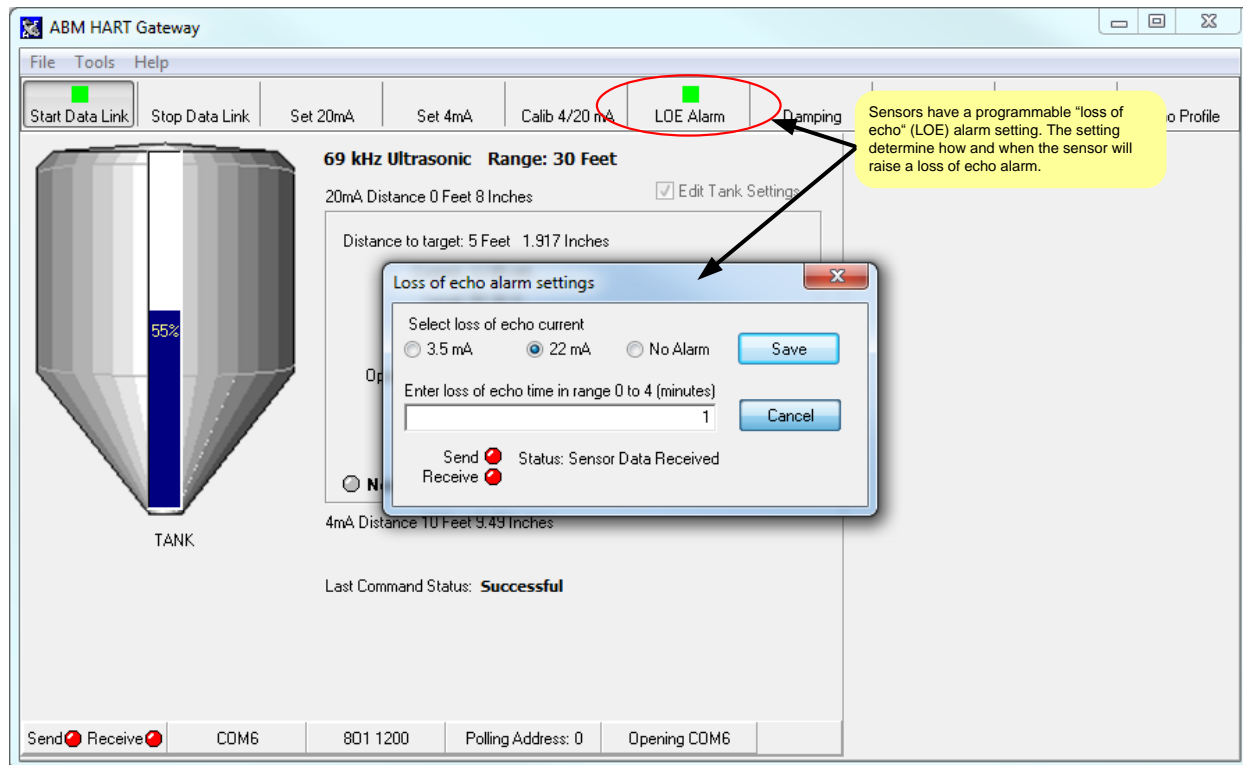 ABM HART Gateway
File Tools Help
Start Data Link Stop Data Link Set 20mA Set 4mA Calib 4/20 mA LOE Alarm Damping Profile
Sensors have a programmable “loss of
echo“ (LOE) alarm setting. The setting
determine how and when the sensor will
raise a loss of echo alarm.
69 kHz Ultrasonic Range: 30 Feet
20mA Distance 0 Feet 8 Inches
Edit Tank Settings
Distance to target: 5 Feet 1.917 Inches
Loss of echo alarm settings
Select loss of echo current
3.5 mA 22 mA No Alarm Save
Enter loss of echo time in range 0 to 4 (minutes)
1 Cancel
Send Status: Sensor Data Received
Receive
55%
TANK
4mA Distance 10 Feet 9.49 Inches
Last Command Status: Successful
Send Receive COM6 8O1 1200 Polling Address: 0 Opening COM6